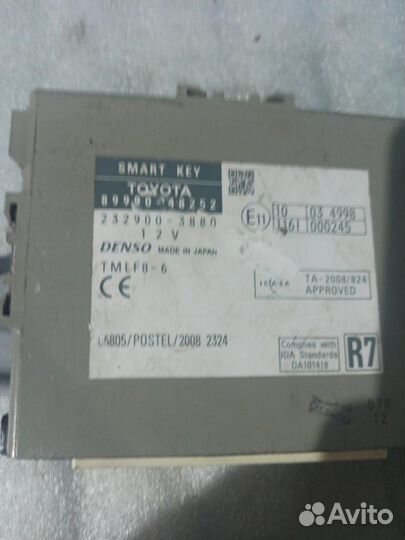 SMART KEY
TOYOTA
89990-48252
232900-3880
12V
DENSO MADE IN JAPAN
TMLF8-6
CE
E11
10 03 4998
000245
TA-2008/824
APPROVED
/POSTEL/2008 2324
Complies with
IDA Standards
DA101418
R7
Avito